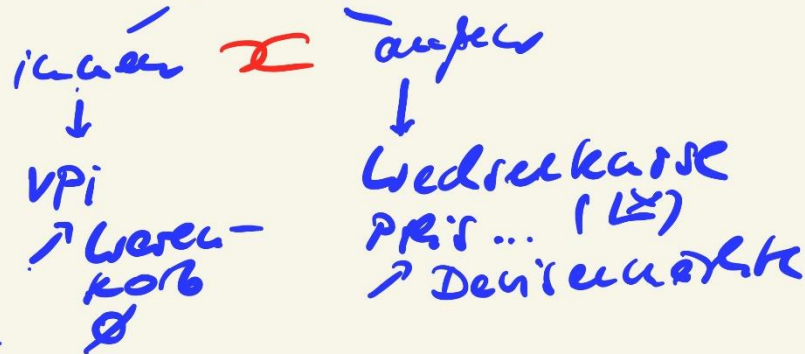 innen außen
↓ ↓
VPi Wechselkurse
↗ Waren- Preis ...
korb ↗ Devisenmärkte
Ø